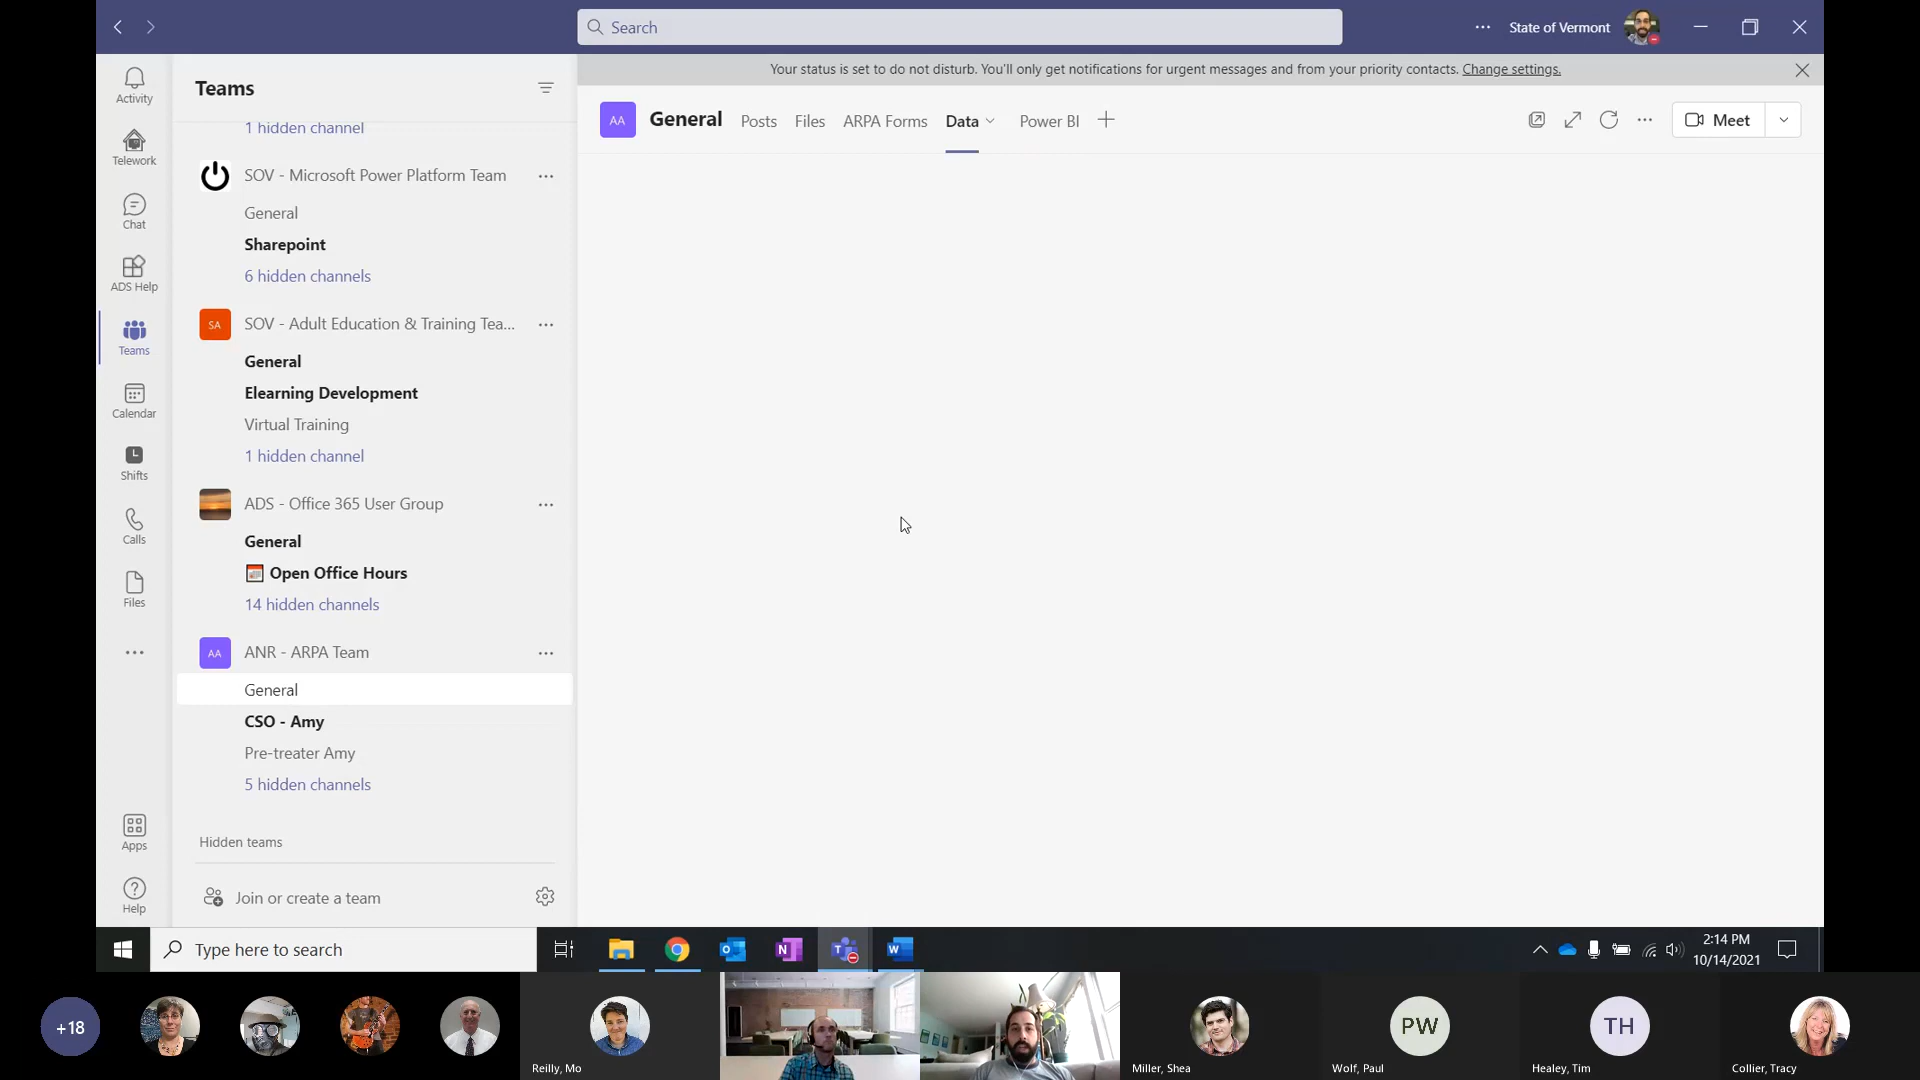 Search
State of Vermont
Activity
Telework
Chat
ADS Help
Teams
Calendar
Shifts
Calls
Files
Apps
Help
Teams
1 hidden channel
SOV - Microsoft Power Platform Team
General
Sharepoint
6 hidden channels
SA
SOV - Adult Education & Training Tea...
General
Elearning Development
Virtual Training
1 hidden channel
ADS - Office 365 User Group
General
Open Office Hours
14 hidden channels
AA
ANR - ARPA Team
General
CSO - Amy
Pre-treater Amy
5 hidden channels
Hidden teams
Join or create a team
Your status is set to do not disturb. You'll only get notifications for urgent messages and from your priority contacts. Change settings.
AA
General Posts Files ARPA Forms Data Power BI
Meet
Type here to search
2:14 PM
10/14/2021
+18
PW
TH
Reilly, Mo
Miller, Shea
Wolf, Paul
Healey, Tim
Collier, Tracy